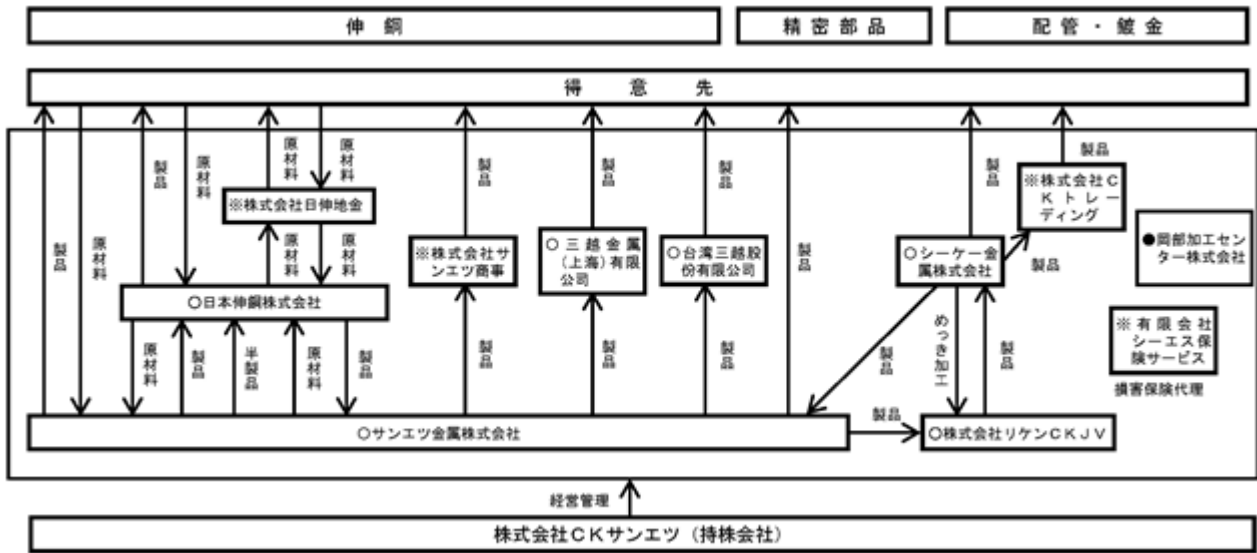 伸銅
精密部品
配管・鍍金
得意先
製品
原材料
製品
原材料
原材料
原材料
製品
製品
製品
製品
製品
製品
※株式会社日伸地金
原材料
原材料
※株式会社サ
ンエツ商事
○三越金属
(上海)有限
公司
○台湾三越股
份有限公司
○シーケー金
属株式会社
※株式会社C
Kトレー
ディング
製品
●岡部加工セン
ター株式会社
○日本伸銅株式会社
原材料
製品
半製品
原材料
製品
製品
製品
製品
製品
めっき加工
製品
※有限会社
シーエス保
険サービス
損害保険代理
○サンエツ金属株式会社
製品
○株式会社リケンCKJV
経営管理
株式会社CKサンエツ(持株会社)